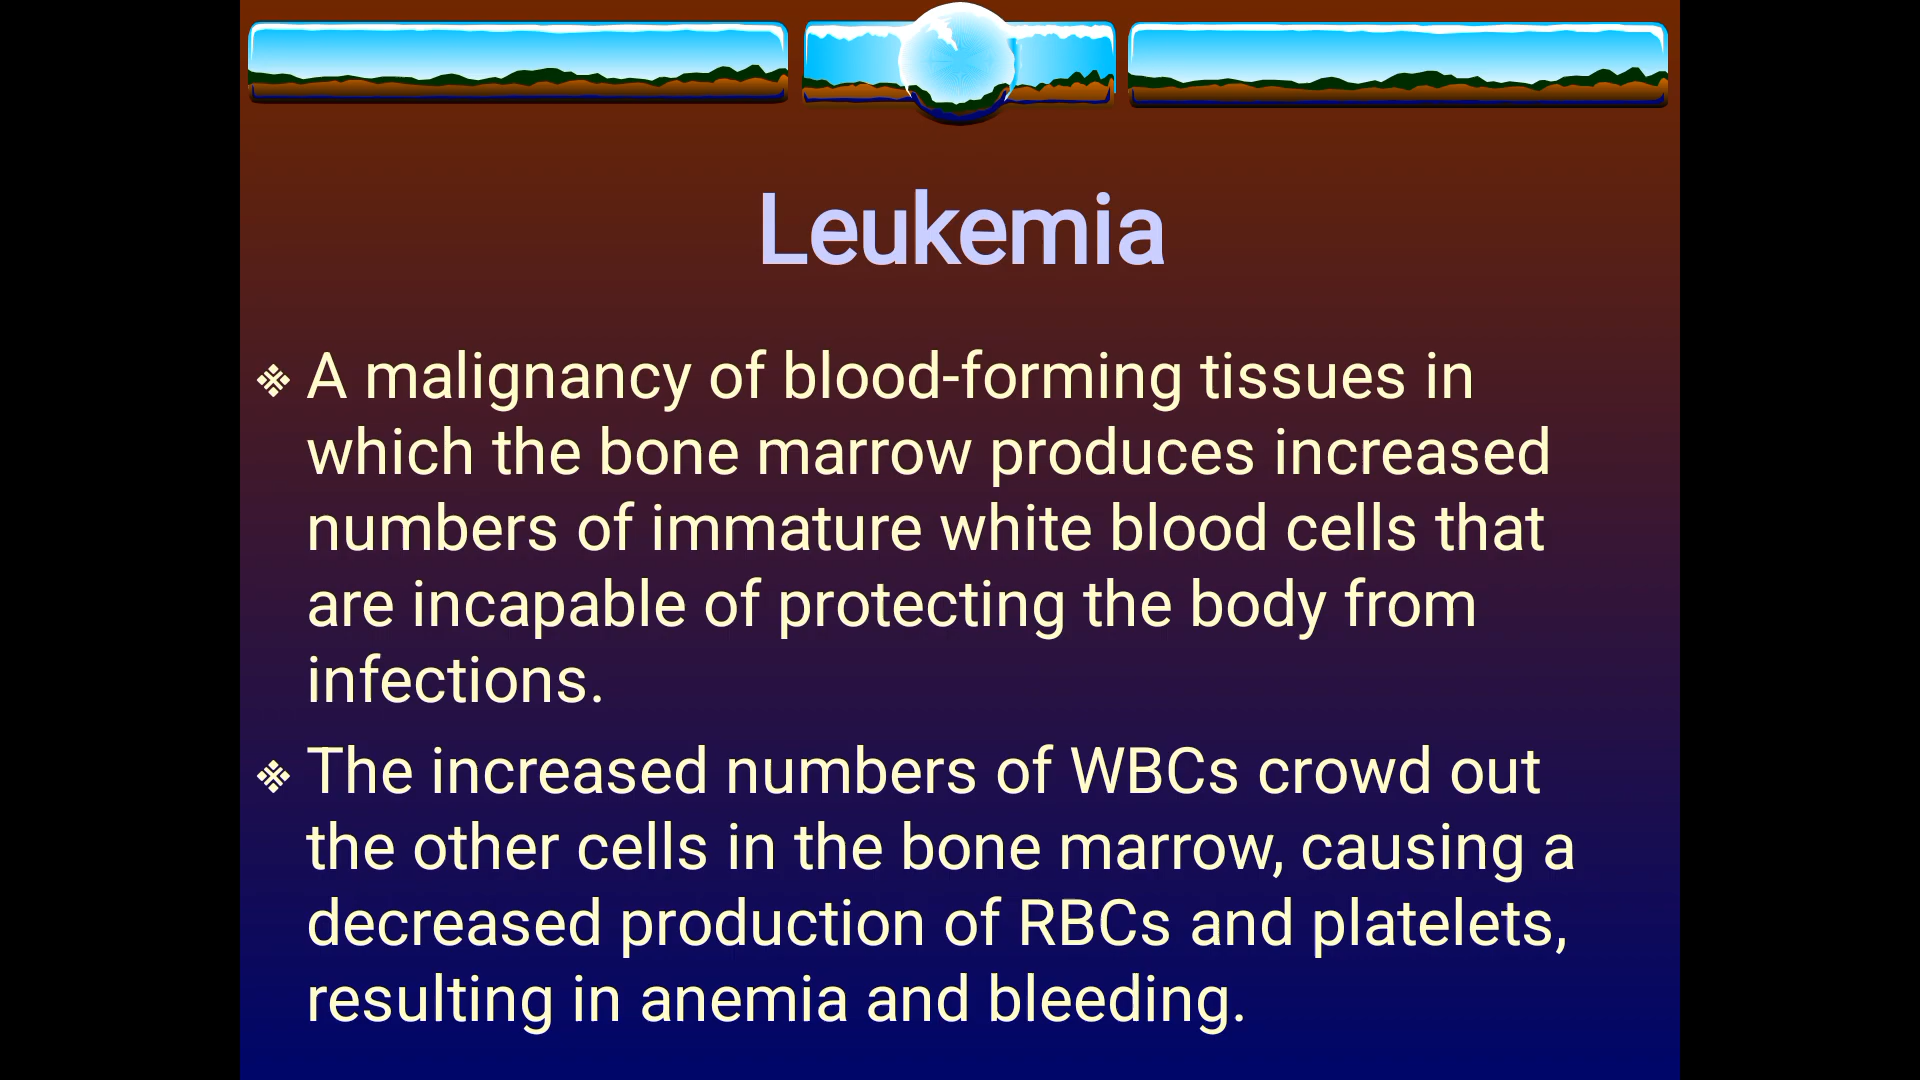 Leukemia
❖ A malignancy of blood-forming tissues in
which the bone marrow produces increased
numbers of immature white blood cells that
are incapable of protecting the body from
infections.
❖ The increased numbers of WBCs crowd out
the other cells in the bone marrow, causing a
decreased production of RBCs and platelets,
resulting in anemia and bleeding.